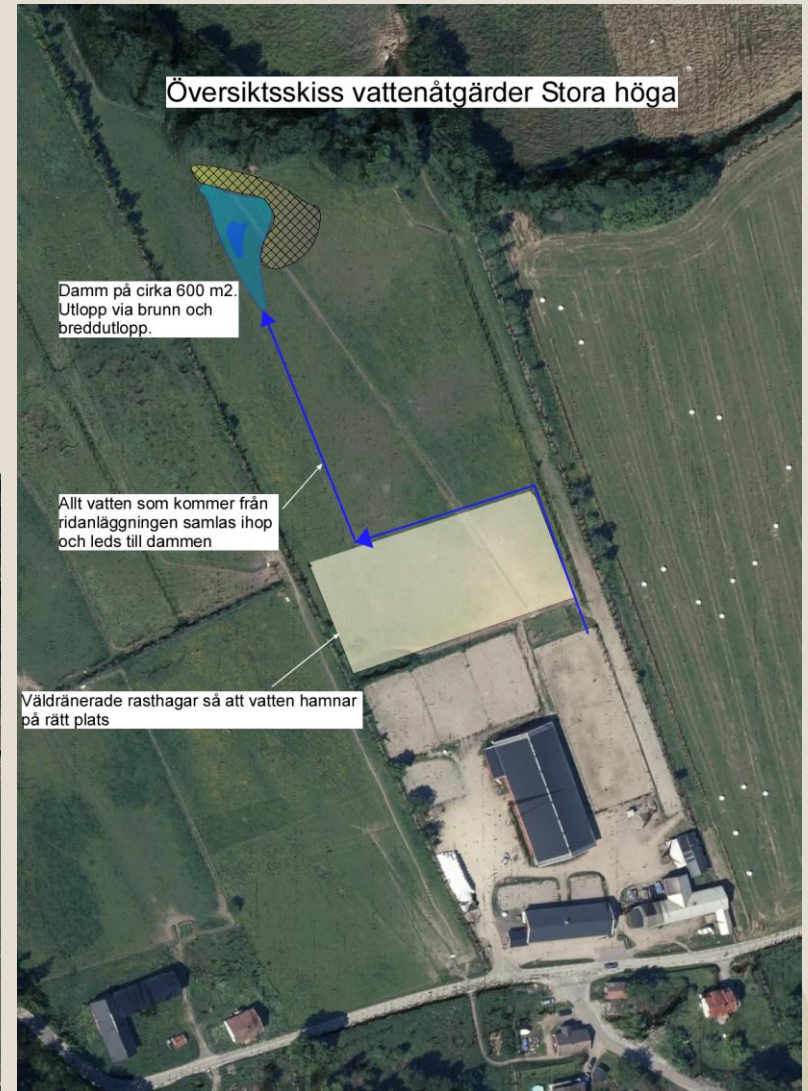 Översiktsskiss vattenåtgärder Stora höga
Damm på cirka 600 m2.
Utlopp via brunn och
breddutlopp.
Allt vatten som kommer från
ridanläggningen samlas ihop
och leds till dammen
Väldränerade rasthagar så att vatten hamnar
på rätt plats